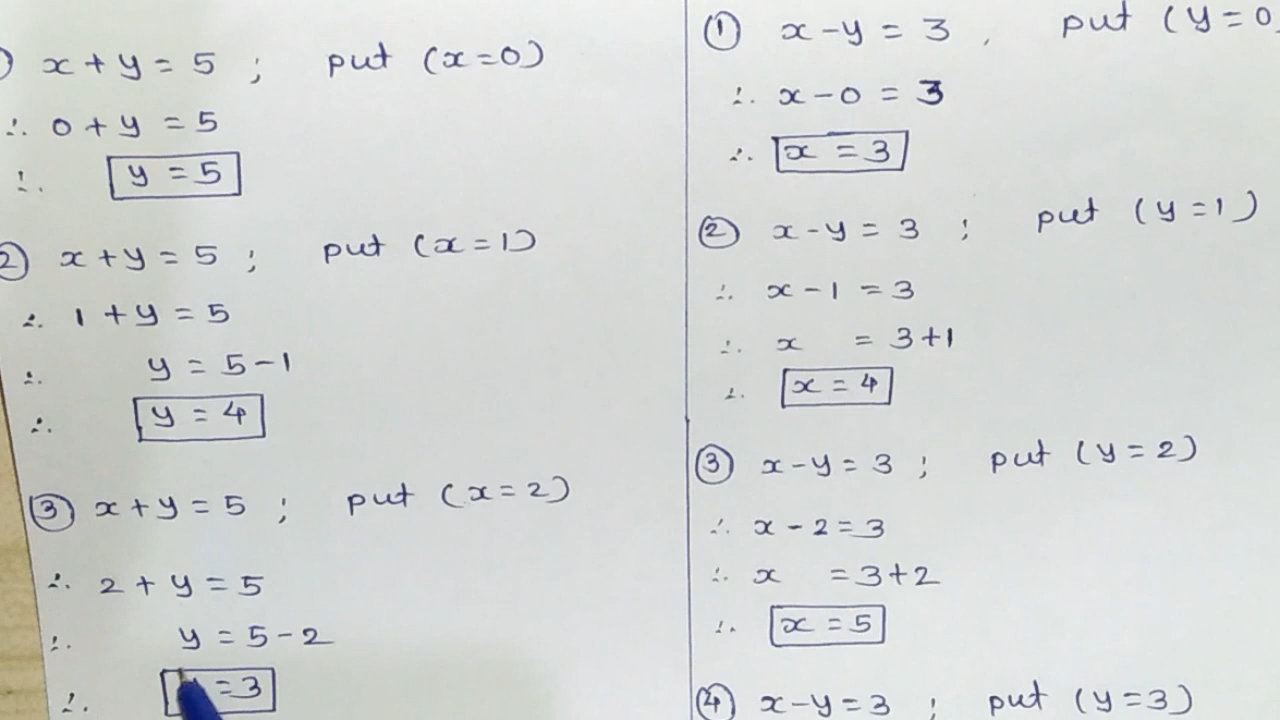 x + y = 5 ; put (x=0)
∴ 0 + y = 5
∴ y = 5
② x + y = 5 ; put (x=1)
∴ 1 + y = 5
∴ y = 5 - 1
∴ y = 4
③ x + y = 5 ; put (x=2)
∴ 2 + y = 5
∴ y = 5 - 2
∴ = 3
① x - y = 3 , put (y=0
∴ x - 0 = 3
∴ x = 3
② x - y = 3 ; put (y=1)
∴ x - 1 = 3
∴ x = 3+1
∴ x = 4
③ x - y = 3 ; put (y=2)
∴ x - 2 = 3
∴ x = 3+2
∴ x = 5
④ x - y = 3 ; put (y=3)